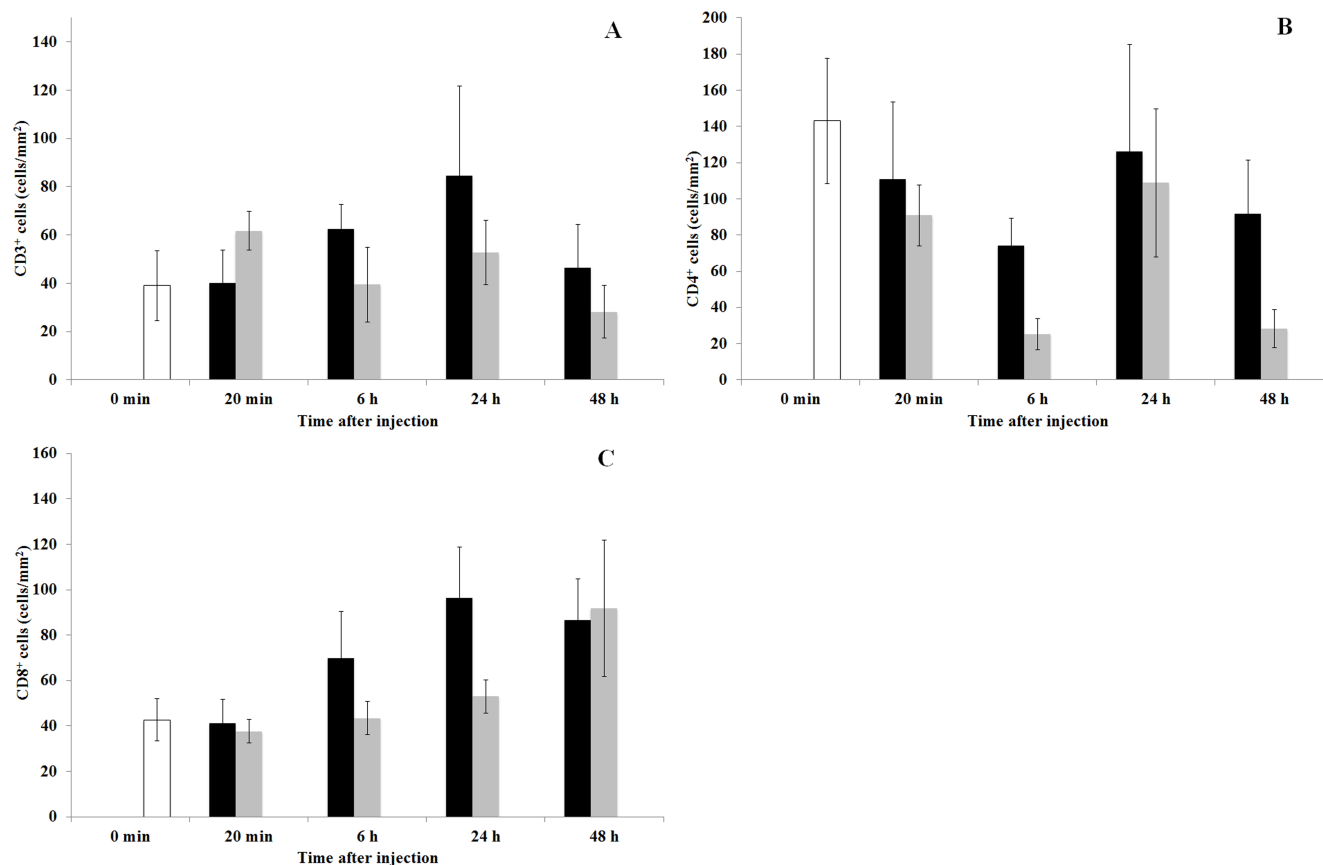 A
CD3⁺ cells (cells/mm²)
140
120
100
80
60
40
20
0
0 min 20 min 6 h 24 h 48 h
Time after injection
B
CD4⁺ cells (cells/mm²)
200
180
160
140
120
100
80
60
40
20
0
0 min 20 min 6 h 24 h 48 h
Time after injection
C
CD8⁺ cells (cells/mm²)
160
140
120
100
80
60
40
20
0
0 min 20 min 6 h 24 h 48 h
Time after injection